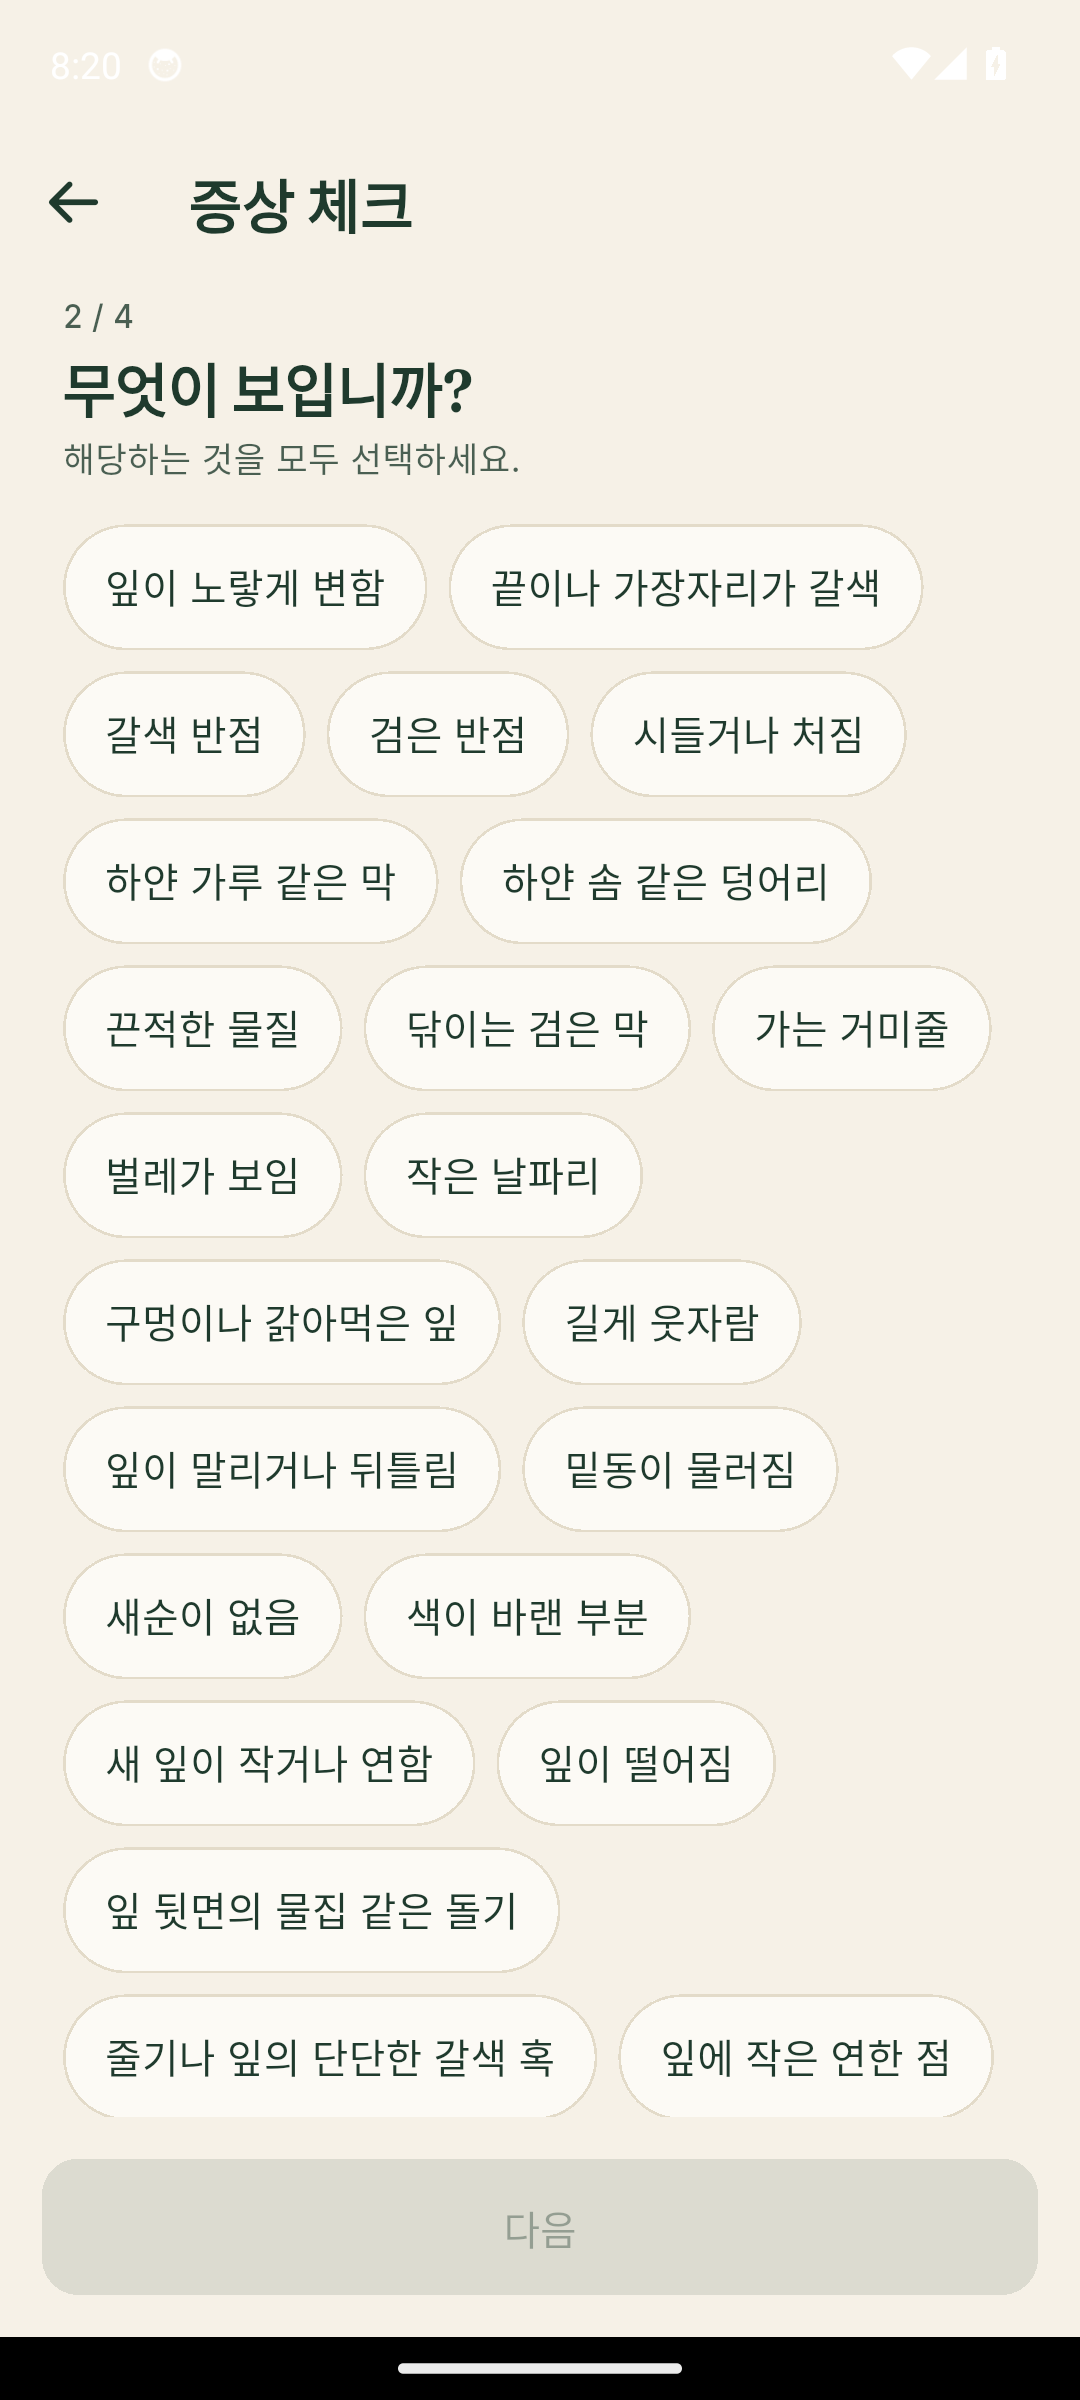 8:20
증상 체크
2 / 4
무엇이 보입니까?
해당하는 것을 모두 선택하세요.
잎이 노랗게 변함 끝이나 가장자리가 갈색
갈색 반점 검은 반점 시들거나 처짐
하얀 가루 같은 막 하얀 솜 같은 덩어리
끈적한 물질 닦이는 검은 막 가는 거미줄
벌레가 보임 작은 날파리
구멍이나 갉아먹은 잎 길게 웃자람
잎이 말리거나 뒤틀림 밑동이 물러짐
새순이 없음 색이 바랜 부분
새 잎이 작거나 연함 잎이 떨어짐
잎 뒷면의 물집 같은 돌기
줄기나 잎의 단단한 갈색 혹 잎에 작은 연한 점
다음